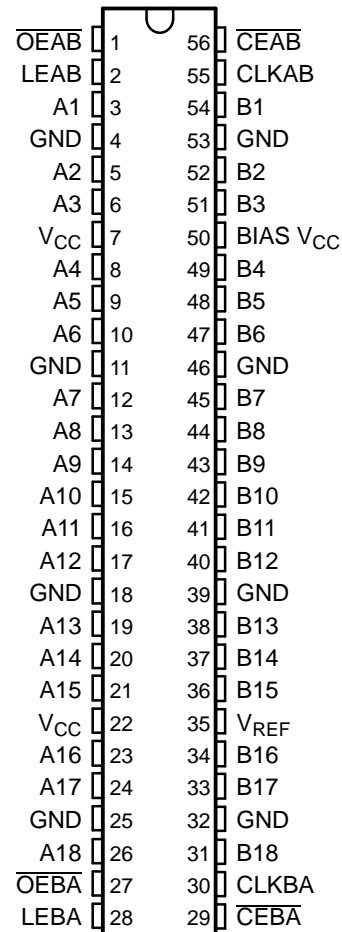 O̅E̅A̅B̅ 1 56 C̅E̅A̅B̅
LEAB 2 55 CLKAB
A1 3 54 B1
GND 4 53 GND
A2 5 52 B2
A3 6 51 B3
VCC 7 50 BIAS VCC
A4 8 49 B4
A5 9 48 B5
A6 10 47 B6
GND 11 46 GND
A7 12 45 B7
A8 13 44 B8
A9 14 43 B9
A10 15 42 B10
A11 16 41 B11
A12 17 40 B12
GND 18 39 GND
A13 19 38 B13
A14 20 37 B14
A15 21 36 B15
VCC 22 35 VREF
A16 23 34 B16
A17 24 33 B17
GND 25 32 GND
A18 26 31 B18
O̅E̅B̅A̅ 27 30 CLKBA
LEBA 28 29 C̅E̅B̅A̅